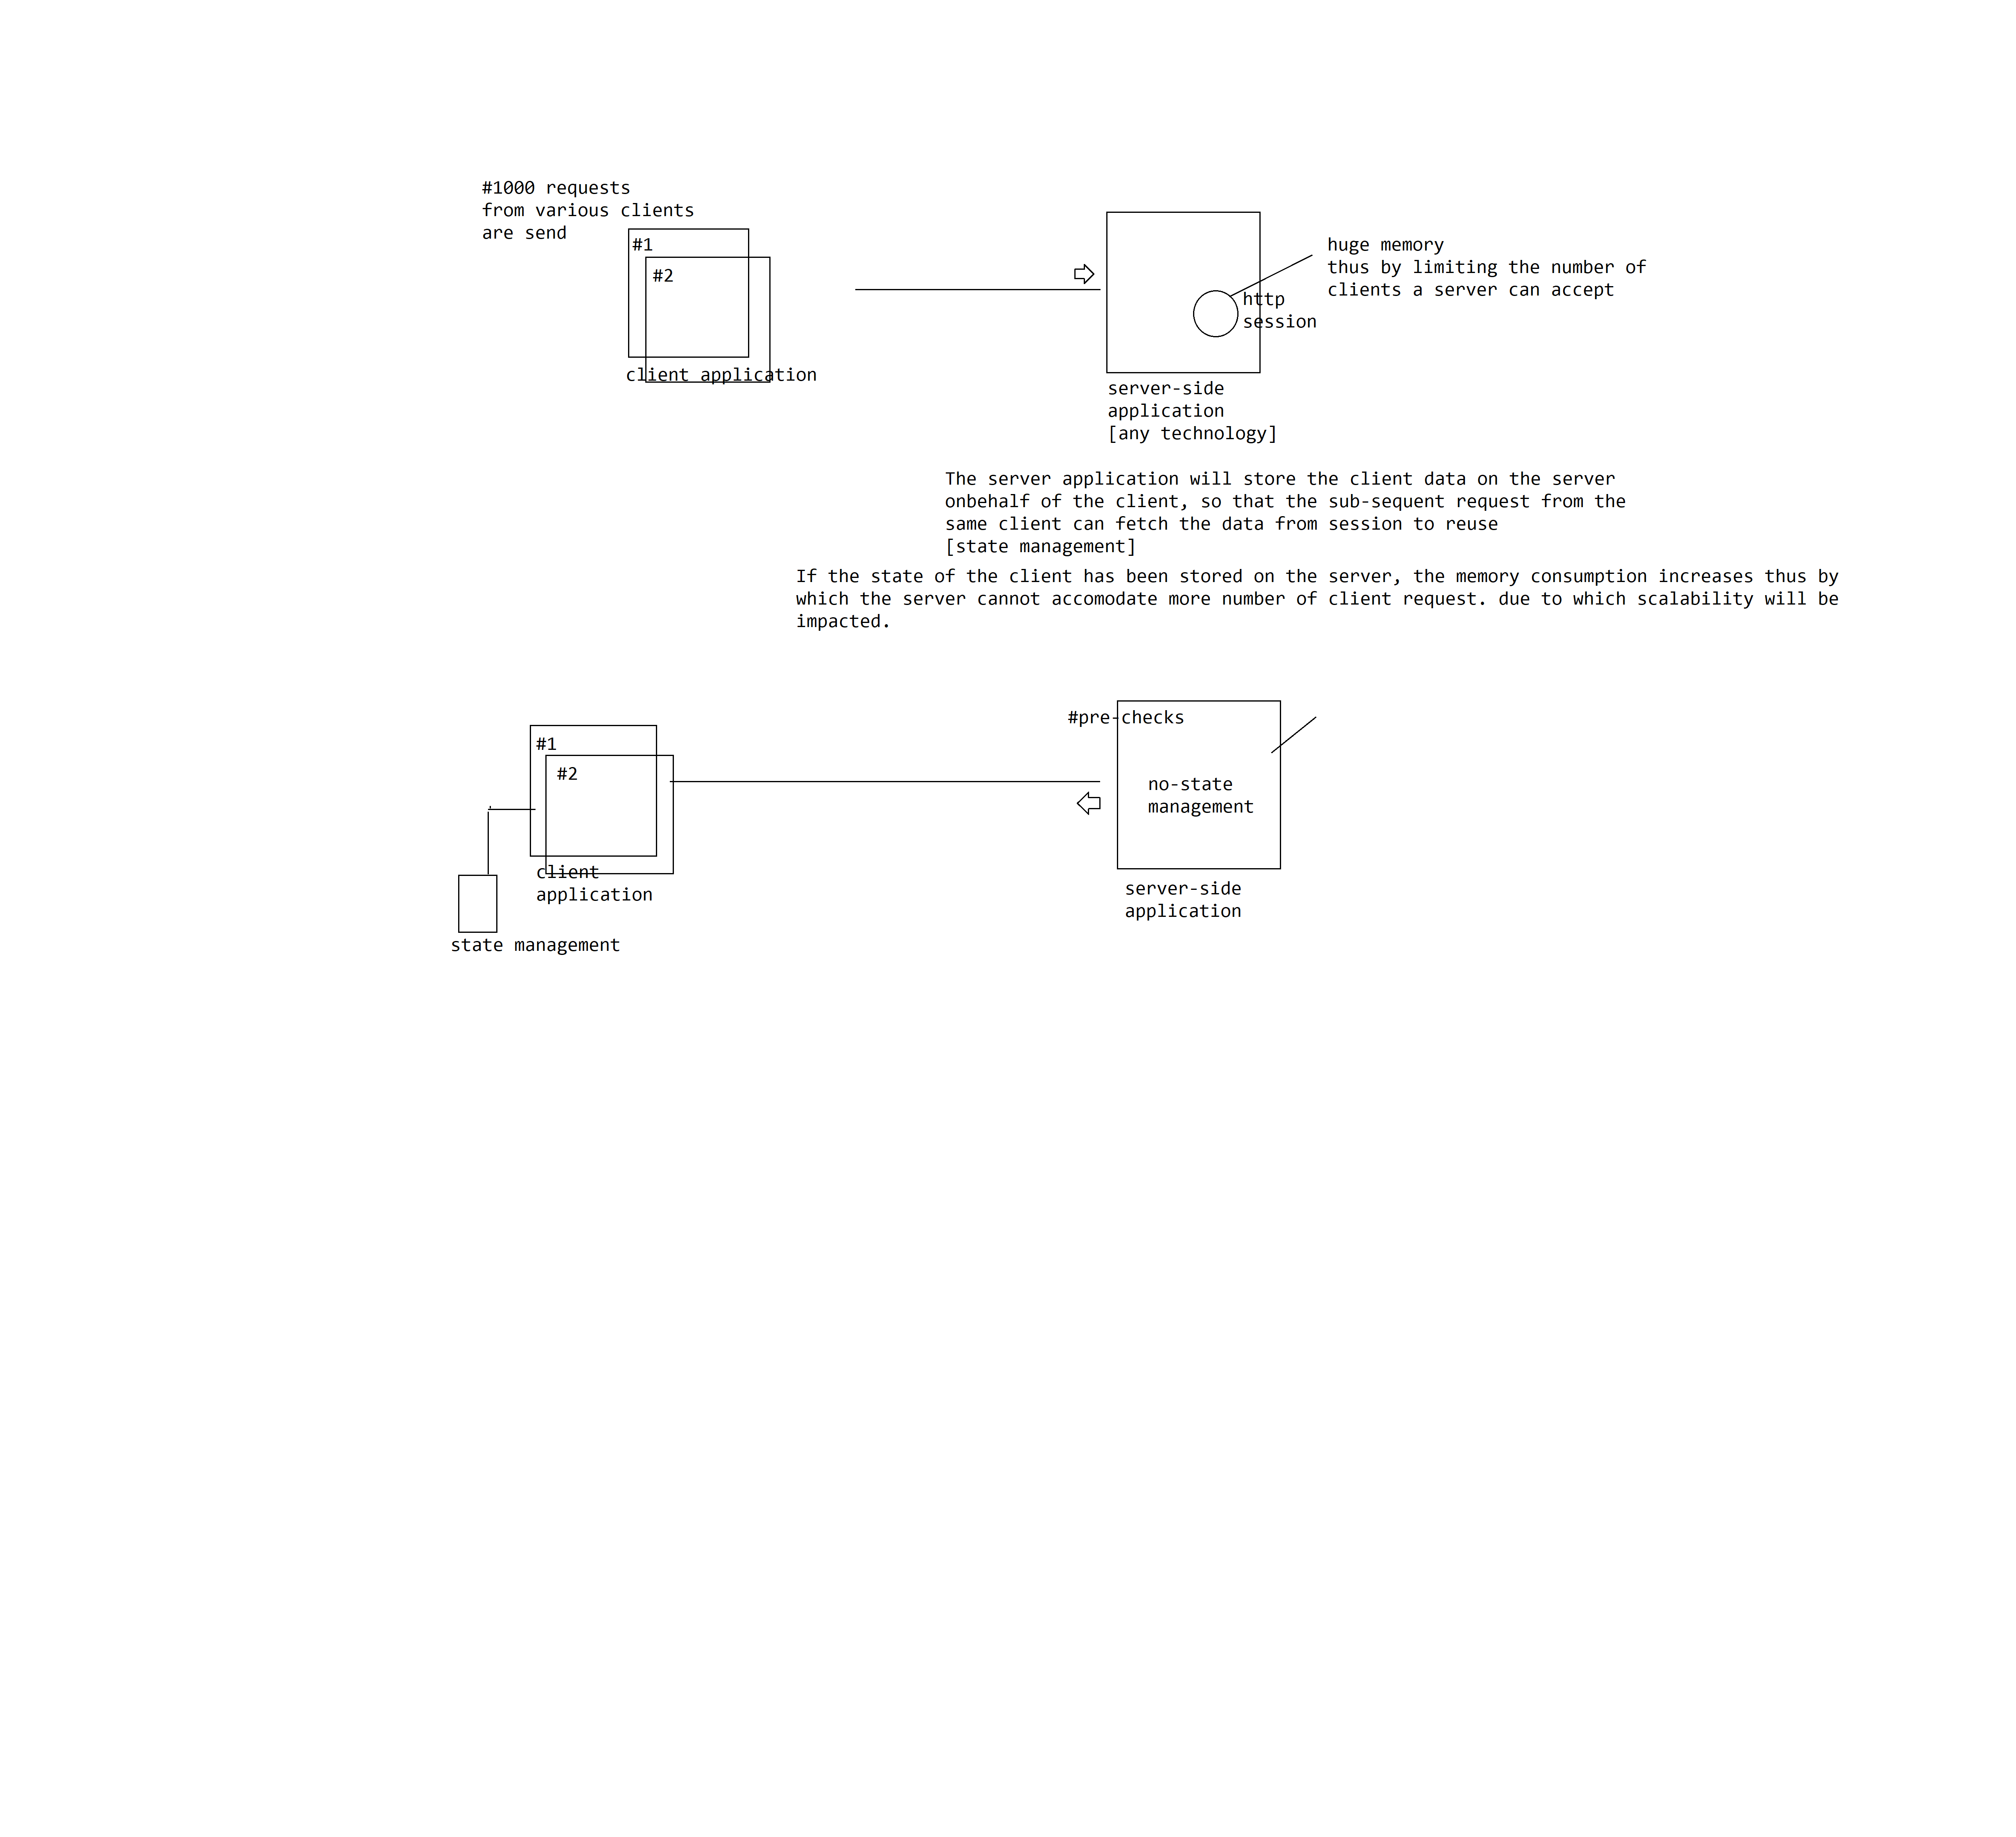 #1000 requests
from various clients
are send
#1
#2
client application
http
session
huge memory
thus by limiting the number of
clients a server can accept
server-side
application
[any technology]
The server application will store the client data on the server
onbehalf of the client, so that the sub-sequent request from the
same client can fetch the data from session to reuse
[state management]
If the state of the client has been stored on the server, the memory consumption increases thus by
which the server cannot accomodate more number of client request. due to which scalability will be
impacted.
#1
#2
client
application
state management
#pre-checks
no-state
management
server-side
application